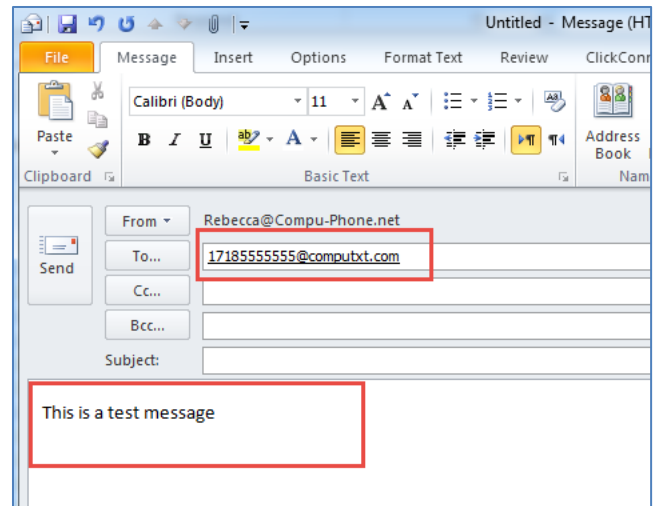 Untitled - Message (HT
File Message Insert Options Format Text Review ClickConn
Calibri (Body) 11 A A Aa
Paste B I U ab A Address
Book
Clipboard Basic Text Nam
From Rebecca@Compu-Phone.net
Send To... 17185555555@computxt.com
Cc...
Bcc...
Subject:
This is a test message